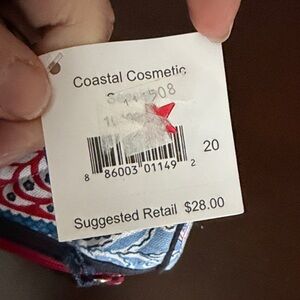 Coastal Cosmetic
20
8 86003 01149 2
Suggested Retail $28.00